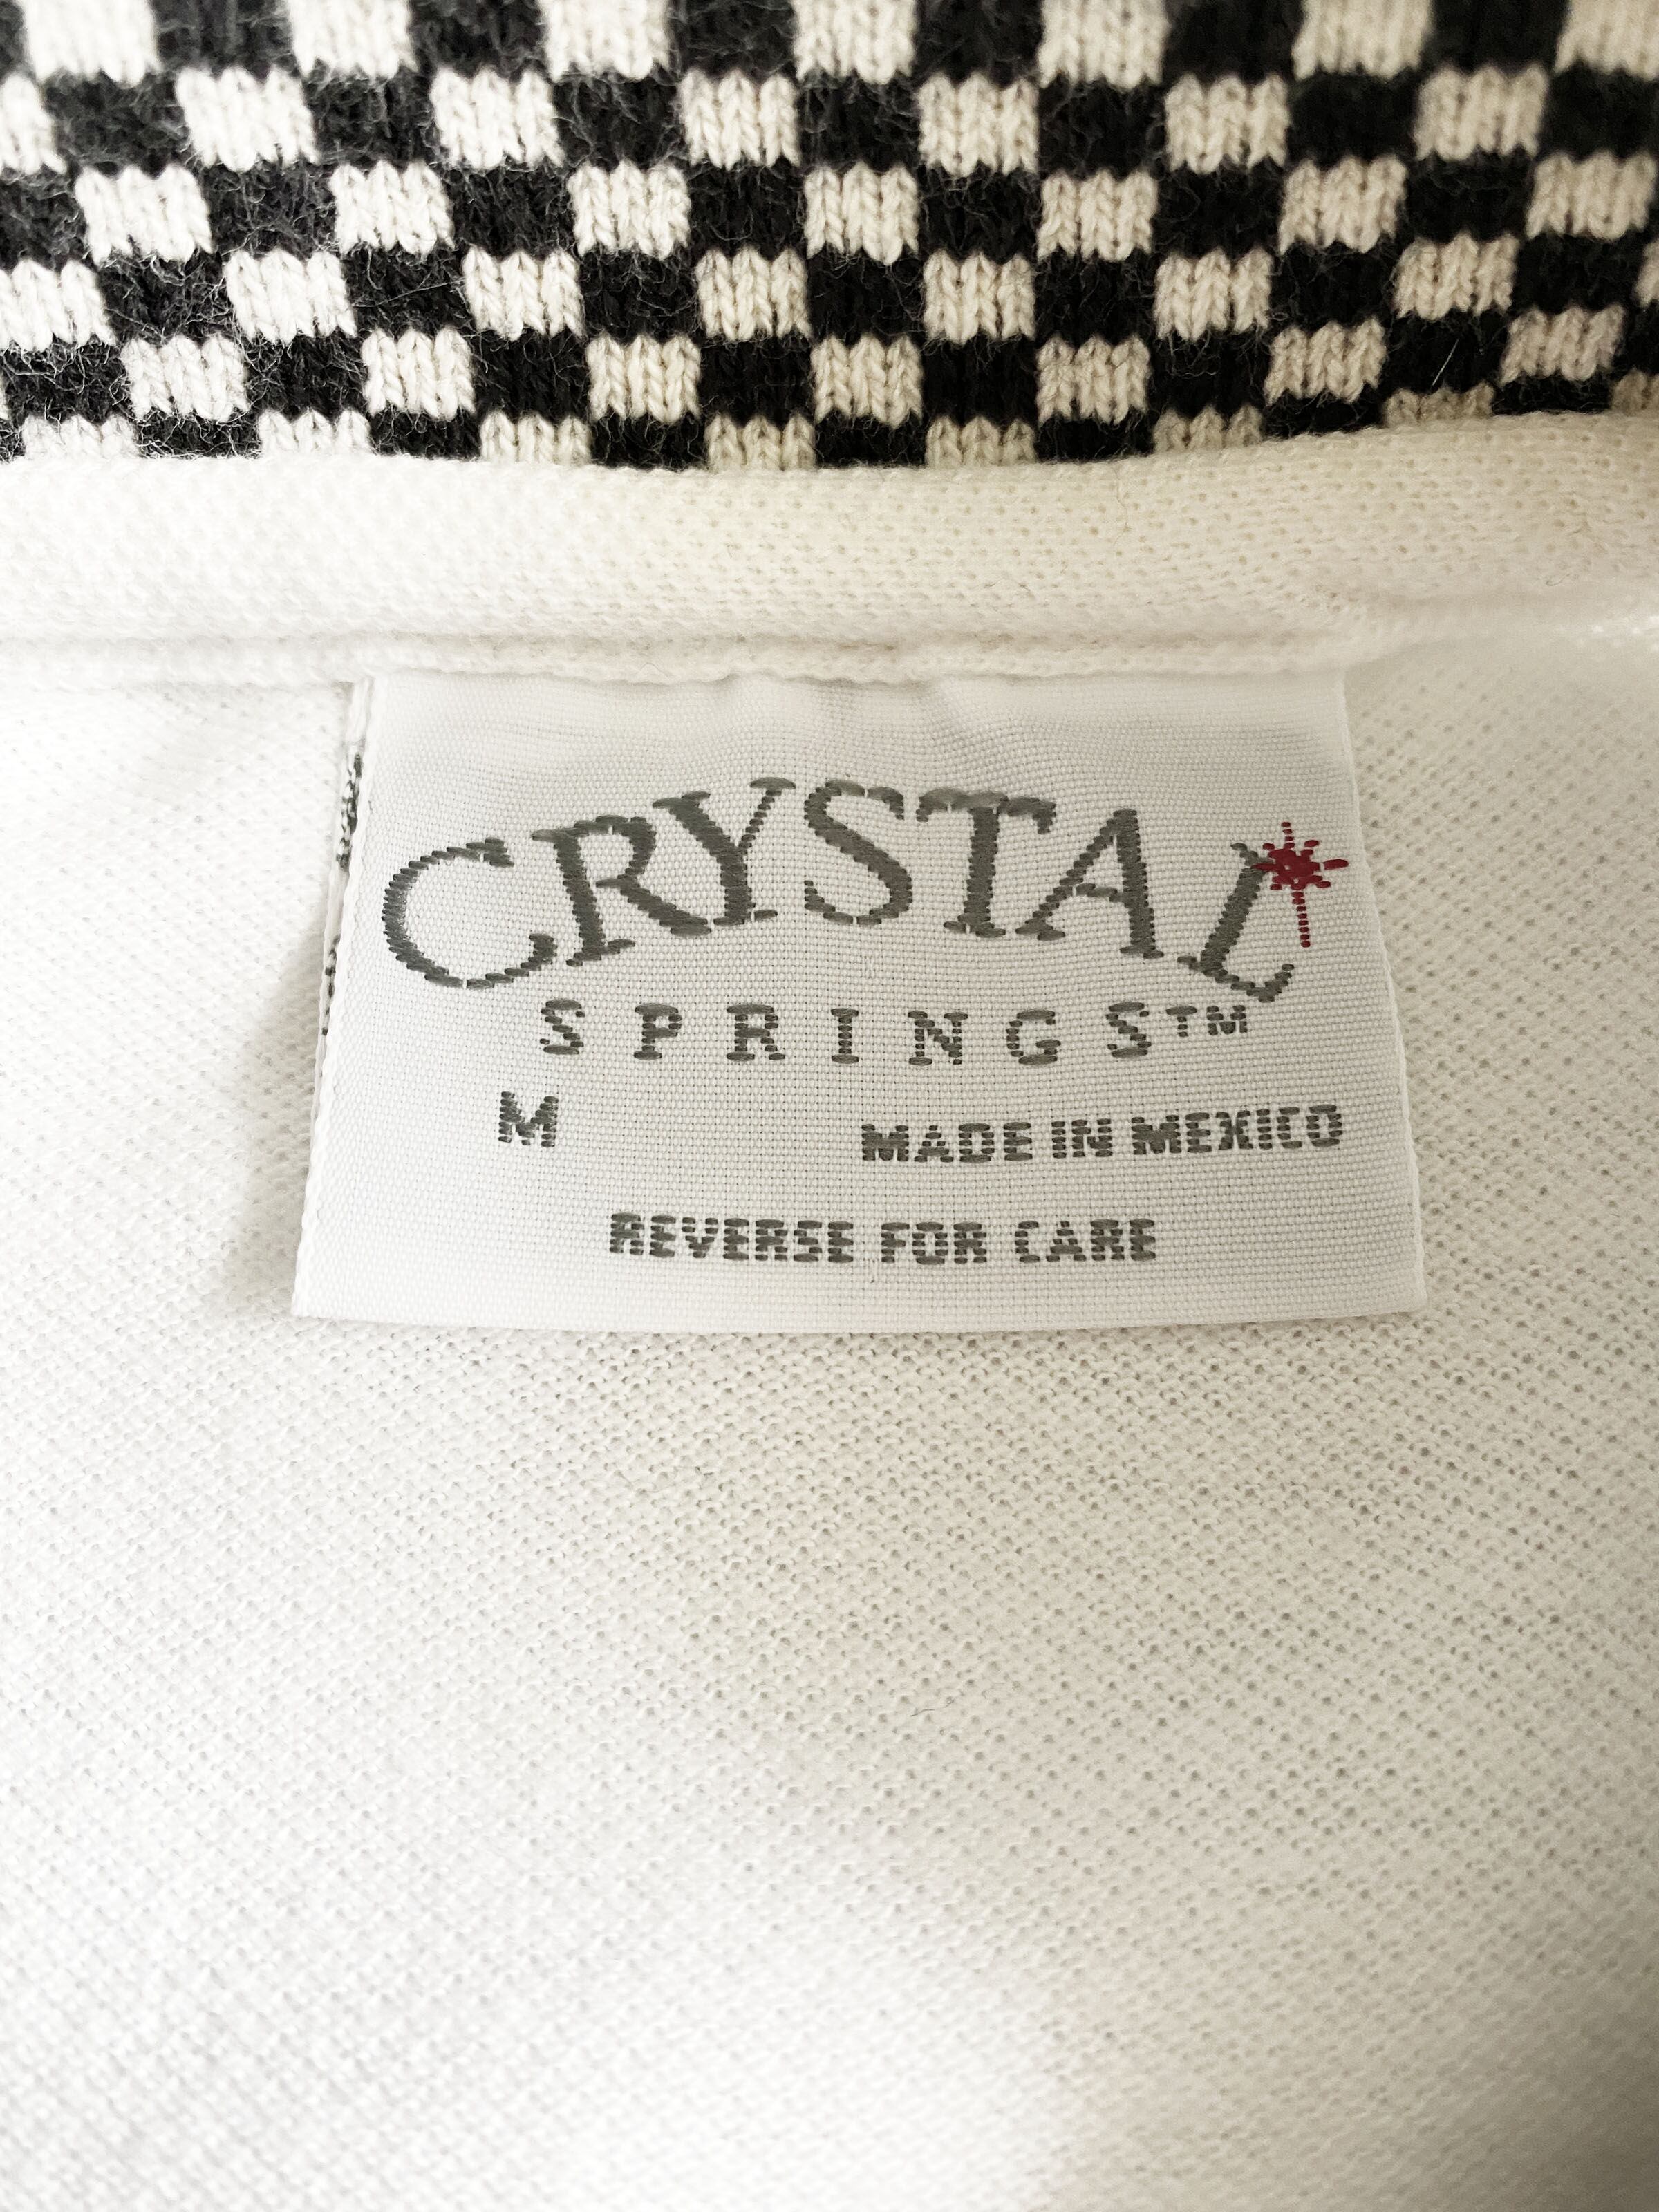 CRYSTAL
SPRINGS™
M MADE IN MEXICO
REVERSE FOR CARE